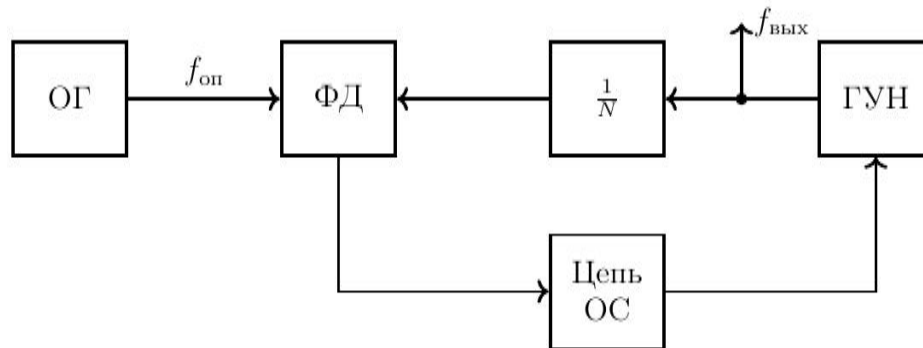 ОГ
f_оп
ФД
1/N
f_вых
ГУН
Цепь
ОС